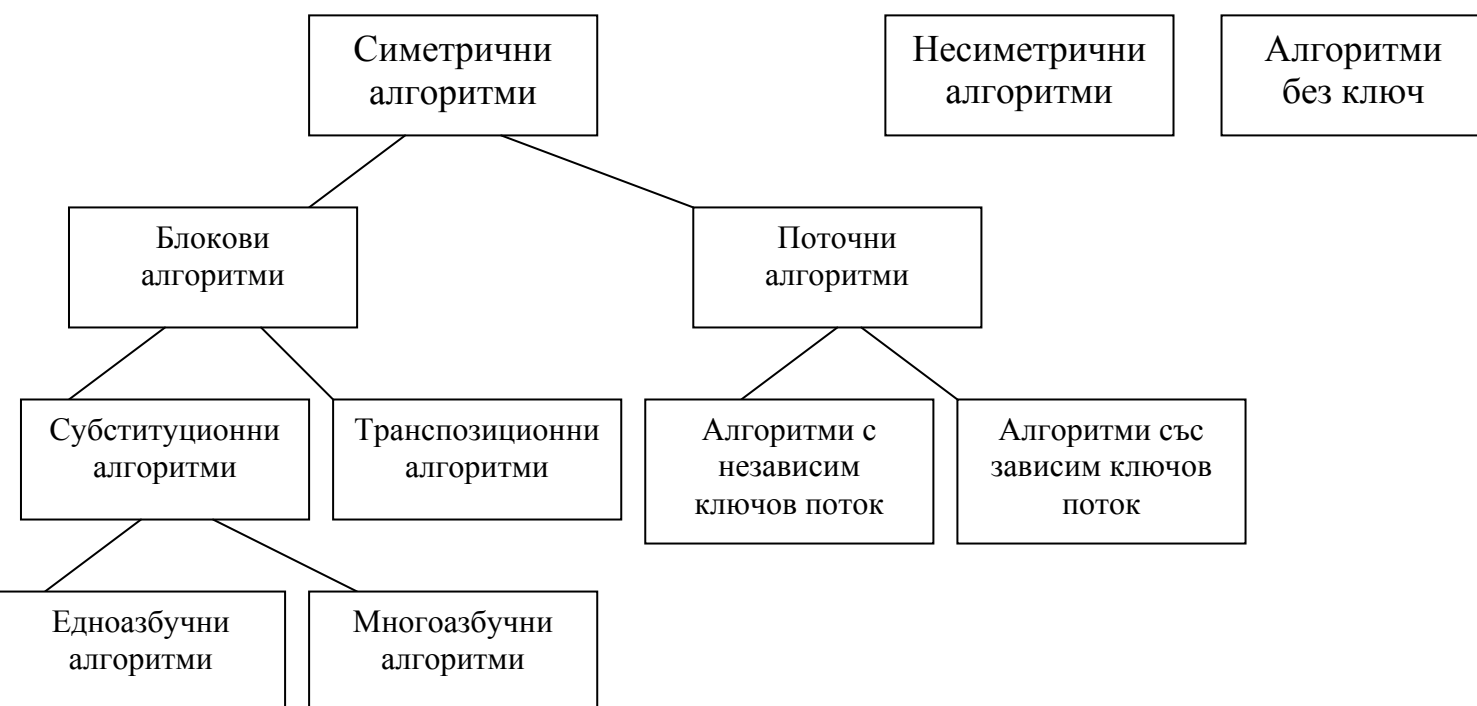 Симетрични
алгоритми
Несиметрични
алгоритми
Алгоритми
без ключ
Блокови
алгоритми
Поточни
алгоритми
Субституционни
алгоритми
Транспозиционни
алгоритми
Алгоритми с
независим
ключов поток
Алгоритми със
зависим ключов
поток
Едноазбучни
алгоритми
Многоазбучни
алгоритми